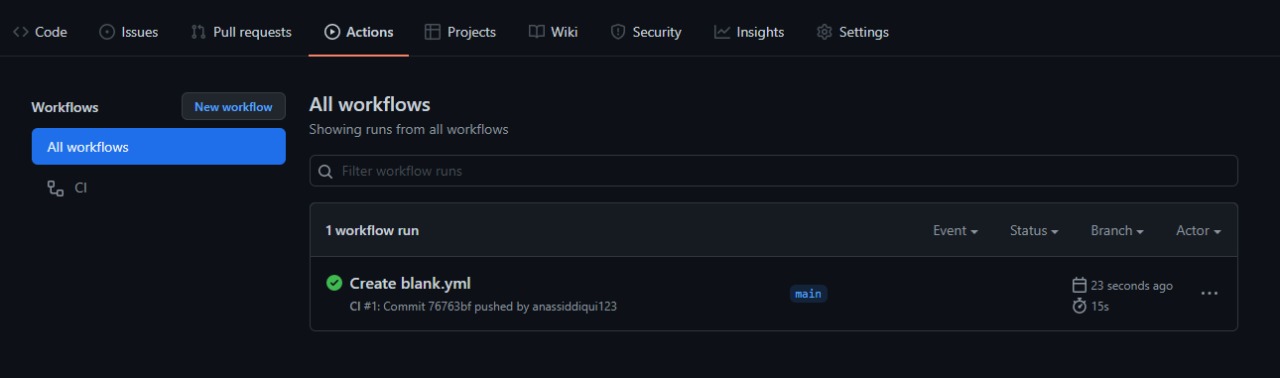 Code Issues Pull requests Actions Projects Wiki Security Insights Settings
Workflows New workflow
All workflows
CI
All workflows
Showing runs from all workflows
Filter workflow runs
1 workflow run Event Status Branch Actor
Create blank.yml
CI #1: Commit 76763bf pushed by anassiddiqui123
main
23 seconds ago
15s